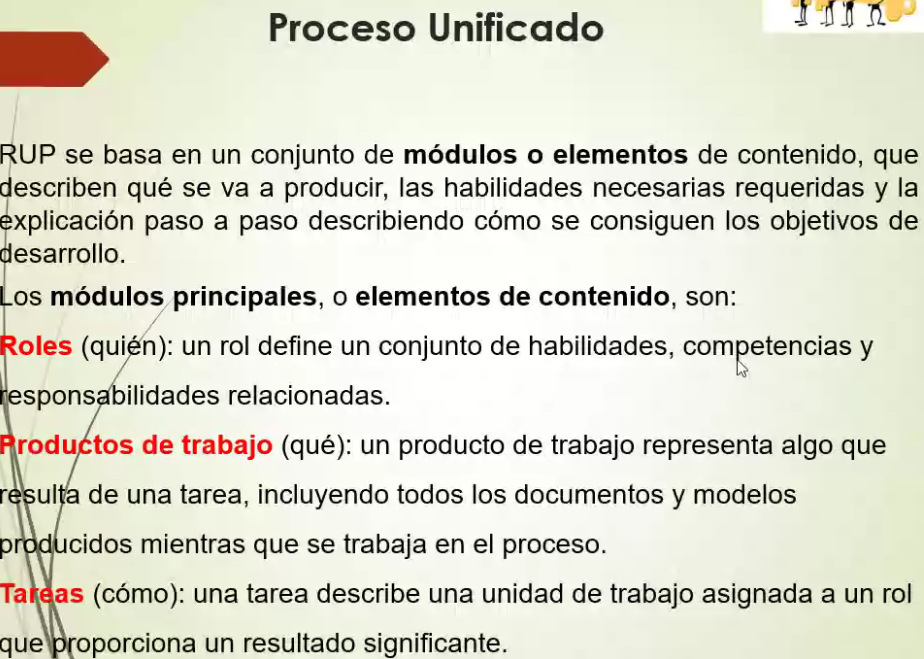 Proceso Unificado
RUP se basa en un conjunto de módulos o elementos de contenido, que
describen qué se va a producir, las habilidades necesarias requeridas y la
explicación paso a paso describiendo cómo se consiguen los objetivos de
desarrollo.
Los módulos principales, o elementos de contenido, son:
Roles (quién): un rol define un conjunto de habilidades, competencias y
responsabilidades relacionadas.
Productos de trabajo (qué): un producto de trabajo representa algo que
resulta de una tarea, incluyendo todos los documentos y modelos
producidos mientras que se trabaja en el proceso.
Tareas (cómo): una tarea describe una unidad de trabajo asignada a un rol
que proporciona un resultado significante.